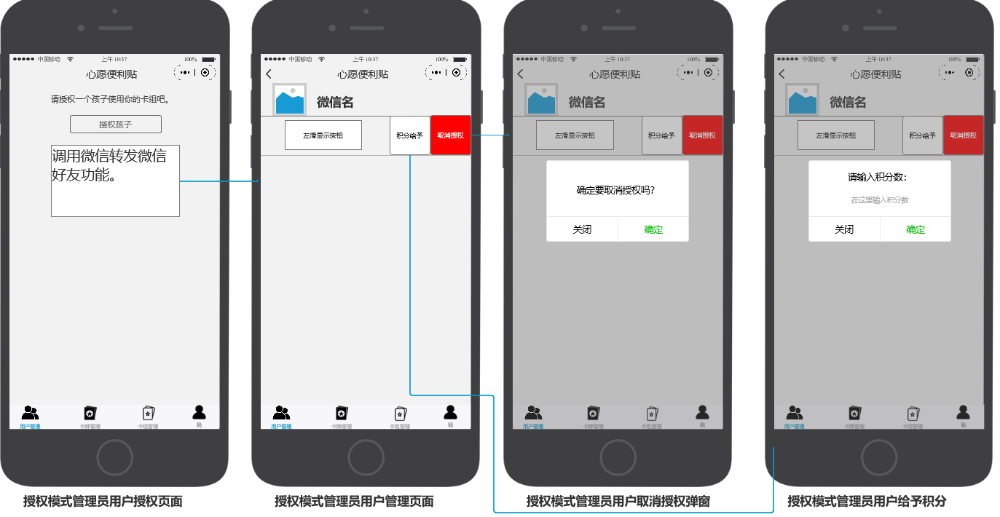 中国移动 上午10:37 100%
心愿便利贴
请授权一个孩子使用你的卡组吧。
授权孩子
调用微信转发微信
好友功能。
用户管理 卡牌管理 卡组管理 我
授权模式管理员用户授权页面
中国移动 上午10:37 100%
心愿便利贴
微信名
左滑显示按钮 积分给予 取消授权
用户管理 卡牌管理 卡组管理 我
授权模式管理员用户管理页面
中国移动 上午10:37 100%
心愿便利贴
微信名
左滑显示按钮 积分给予 取消授权
确定要取消授权吗?
关闭 确定
用户管理 卡牌管理 卡组管理 我
授权模式管理员用户取消授权弹窗
中国移动 上午10:37 100%
心愿便利贴
微信名
左滑显示按钮 积分给予 取消授权
请输入积分数:
在这里输入积分数
关闭 确定
用户管理 卡牌管理 卡组管理 我
授权模式管理员用户给予积分